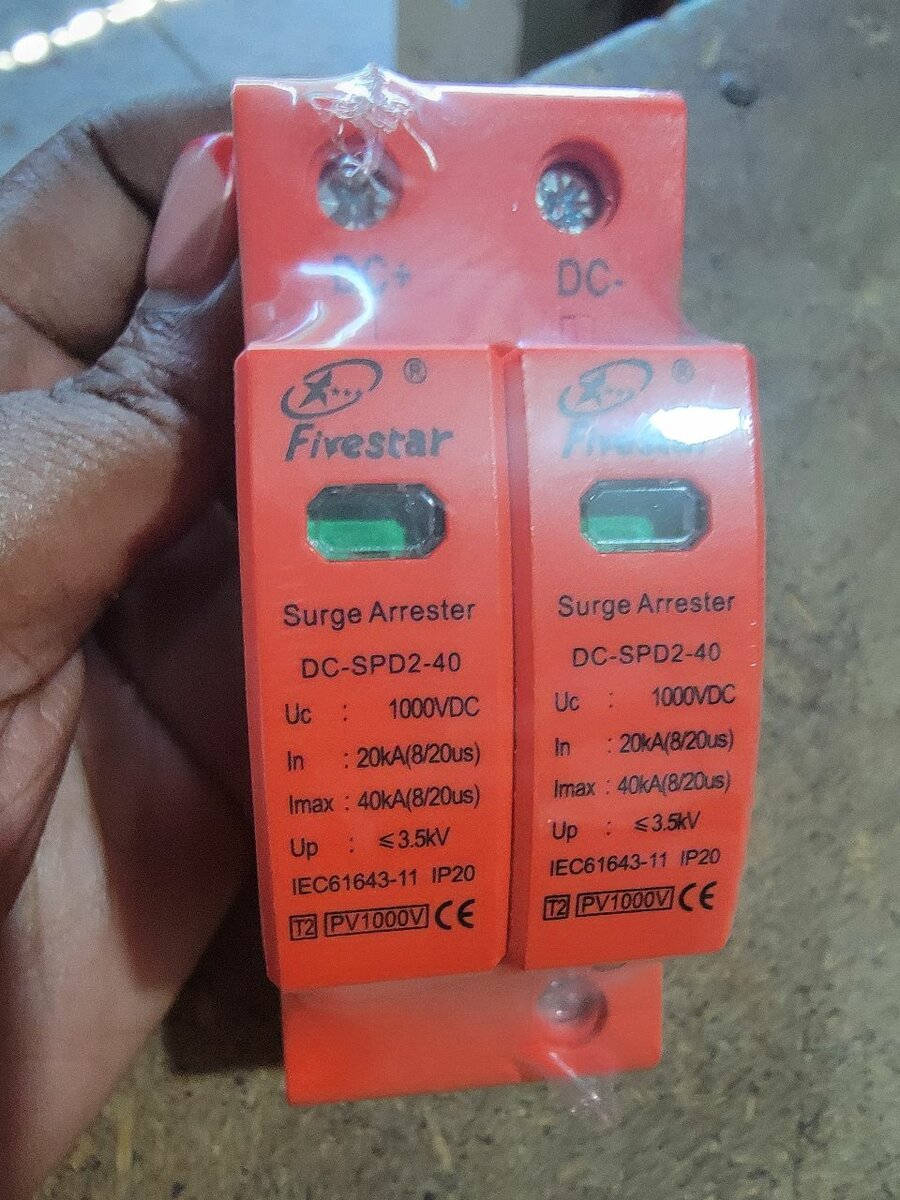 DC+
DC-
®
Fivestar
Surge Arrester
DC-SPD2-40
Uc : 1000VDC
In : 20kA(8/20us)
Imax : 40kA(8/20us)
Up : ≤3.5kV
IEC61643-11 IP20
T2 PV1000V CE
®
Fivestar
Surge Arrester
DC-SPD2-40
Uc : 1000VDC
In : 20kA(8/20us)
Imax : 40kA(8/20us)
Up : ≤3.5kV
IEC61643-11 IP20
T2 PV1000V CE